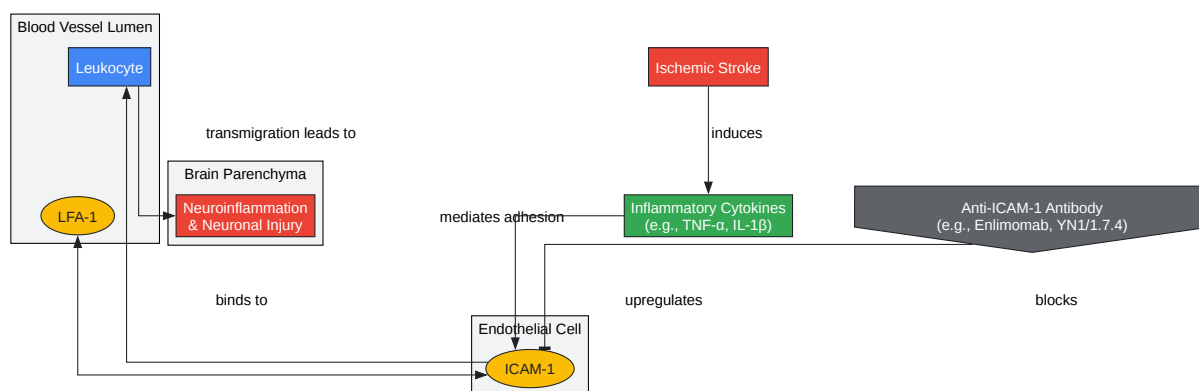 Blood Vessel Lumen
Leukocyte
Ischemic Stroke
transmigration leads to
induces
Brain Parenchyma
LFA-1
Neuroinflammation
& Neuronal Injury
mediates adhesion
Inflammatory Cytokines
(e.g., TNF-α, IL-1β)
Anti-ICAM-1 Antibody
(e.g., Enlimomab, YN1/1.7.4)
binds to
upregulates
blocks
Endothelial Cell
ICAM-1